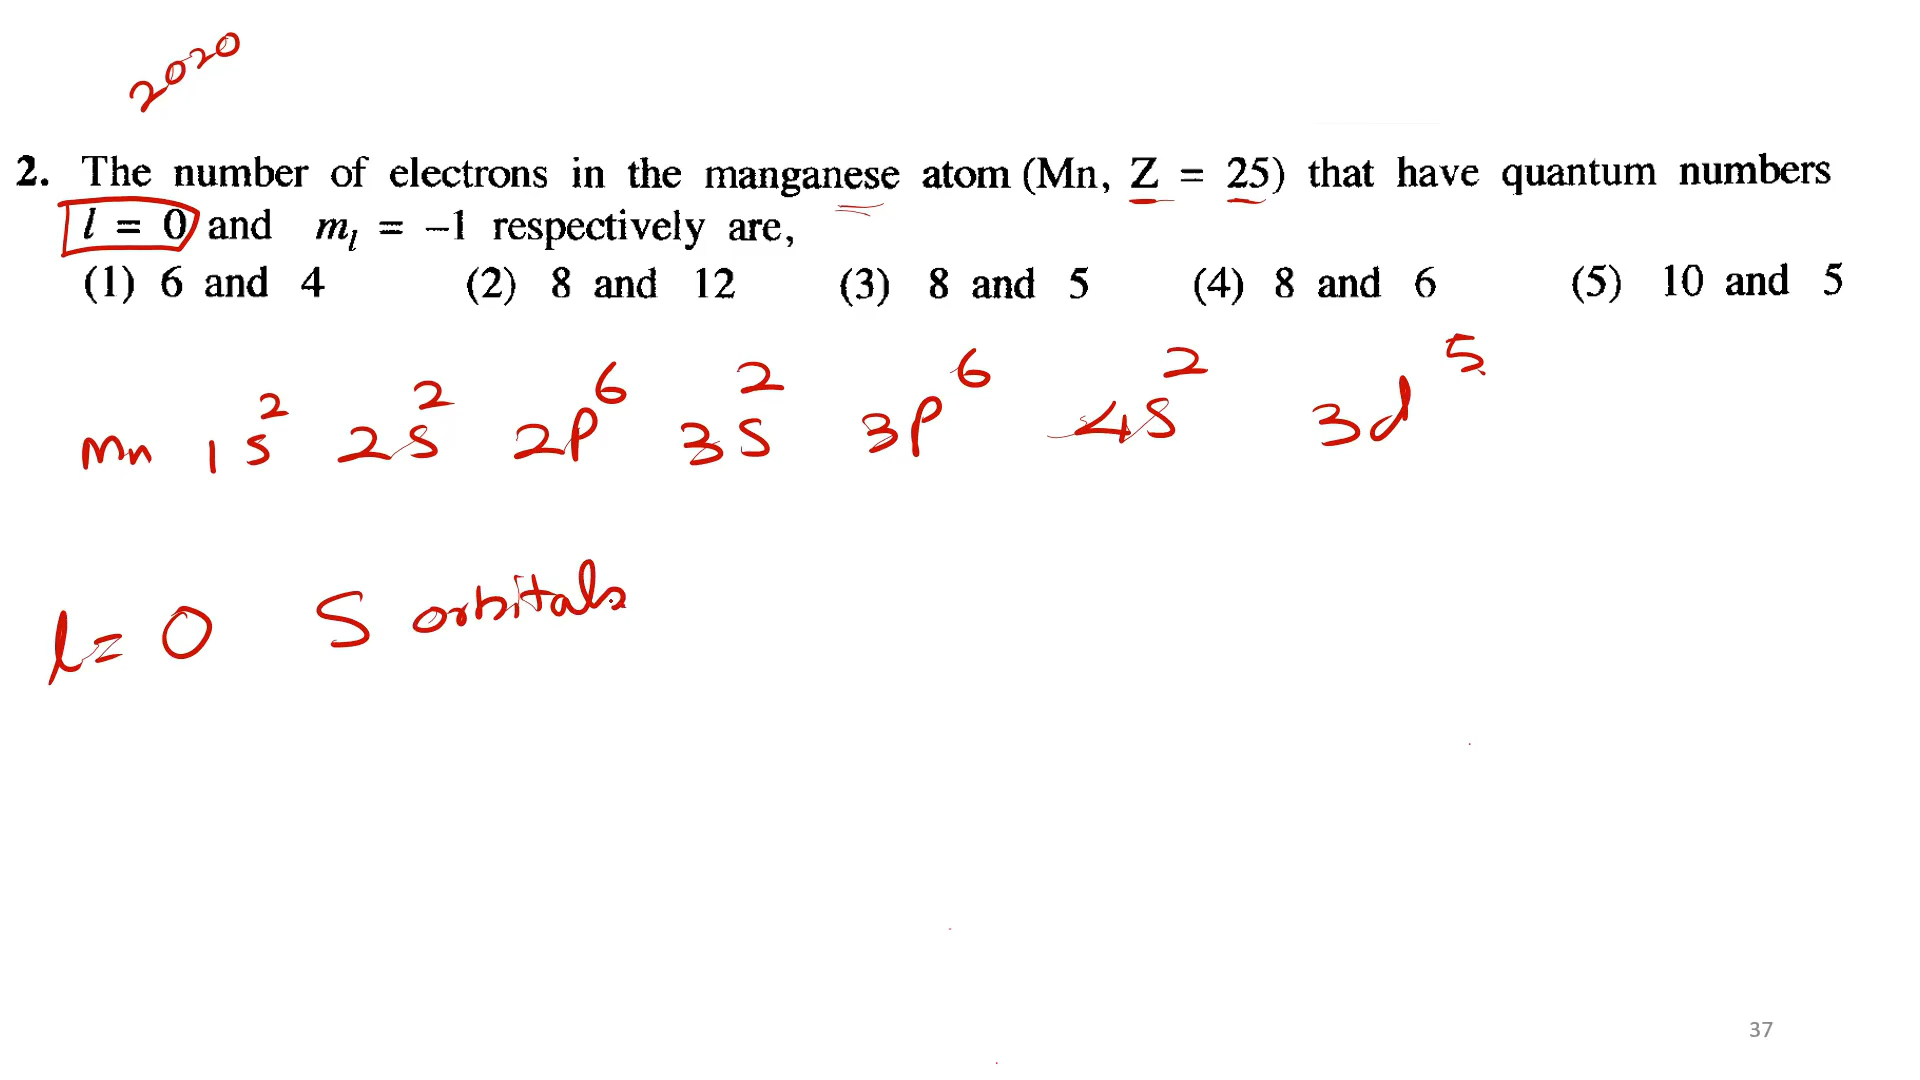 2020
2. The number of electrons in the manganese atom (Mn, Z = 25) that have quantum numbers
l = 0 and mₗ = −1 respectively are,
(1) 6 and 4 (2) 8 and 12 (3) 8 and 5 (4) 8 and 6 (5) 10 and 5
Mn 1s² 2s² 2p⁶ 3s² 3p⁶ 4s² 3d⁵
l = 0 S orbitals
37